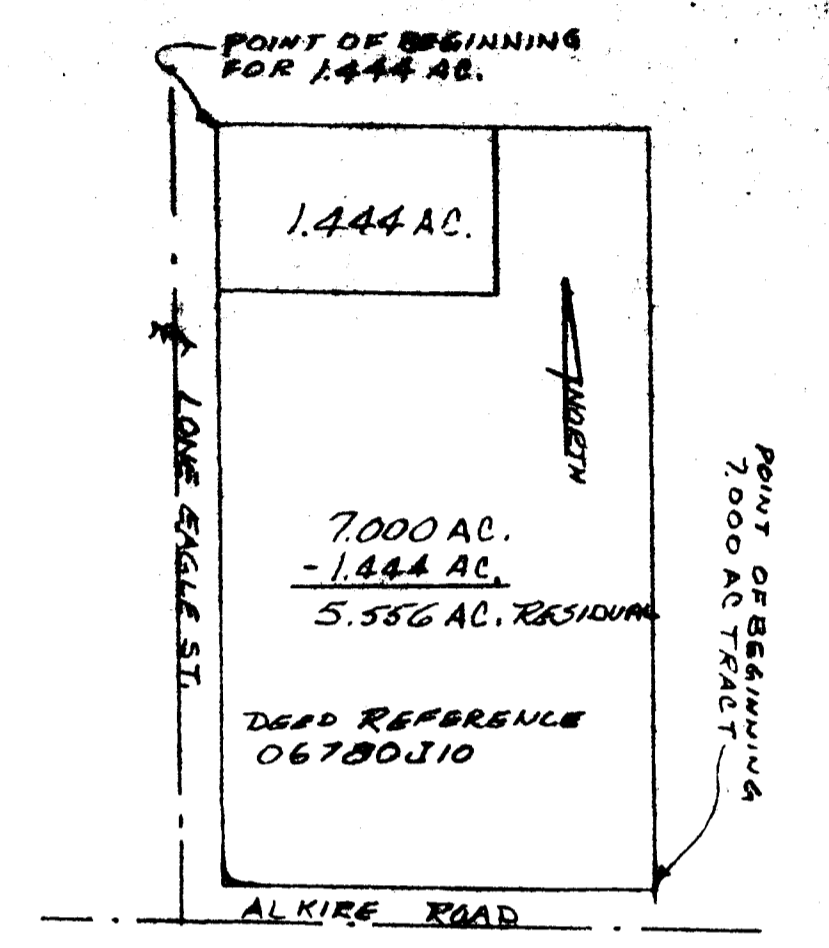 POINT OF BEGINNING
FOR 1.444 AC.
1.444 AC.
NORTH
LONE EAGLE ST.
7.000 AC.
- 1.444 AC.
5.556 AC. RESIDUAL
POINT OF BEGINNING
7.000 AC TRACT
DEED REFERENCE
06780J10
ALKIRE ROAD